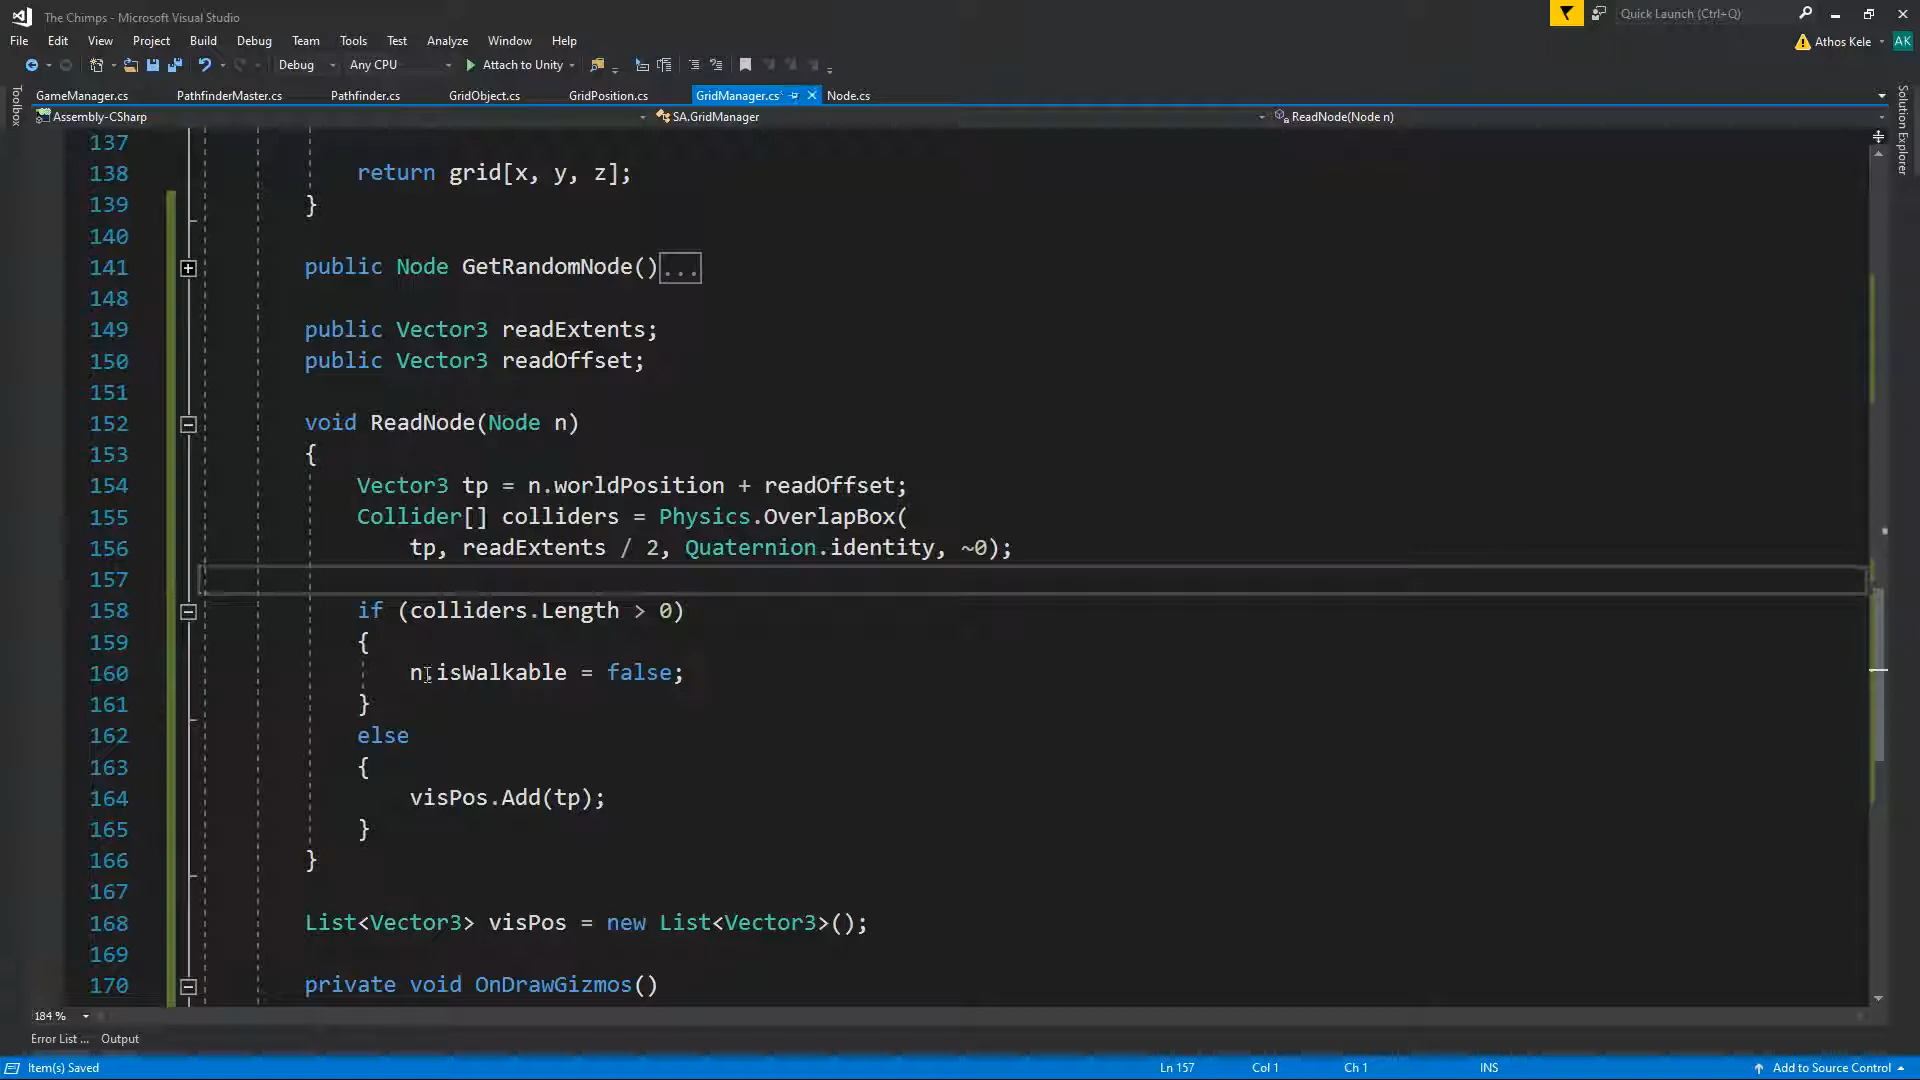 The Chimps - Microsoft Visual Studio
Quick Launch (Ctrl+Q)
File Edit View Project Build Debug Team Tools Test Analyze Window Help
Athos Kele AK
Debug Any CPU Attach to Unity
Toolbox
GameManager.cs PathfinderMaster.cs Pathfinder.cs GridObject.cs GridPosition.cs GridManager.cs* Node.cs
Solution Explorer
Assembly-CSharp SA.GridManager ReadNode(Node n)
137
138 return grid[x, y, z];
139 }
140
141 public Node GetRandomNode()...
148
149 public Vector3 readExtents;
150 public Vector3 readOffset;
151
152 void ReadNode(Node n)
153 {
154 Vector3 tp = n.worldPosition + readOffset;
155 Collider[] colliders = Physics.OverlapBox(
156 tp, readExtents / 2, Quaternion.identity, ~0);
157
158 if (colliders.Length > 0)
159 {
160 n.isWalkable = false;
161 }
162 else
163 {
164 visPos.Add(tp);
165 }
166 }
167
168 List<Vector3> visPos = new List<Vector3>();
169
170 private void OnDrawGizmos()
184 %
Error List ... Output
Item(s) Saved Ln 157 Col 1 Ch 1 INS Add to Source Control